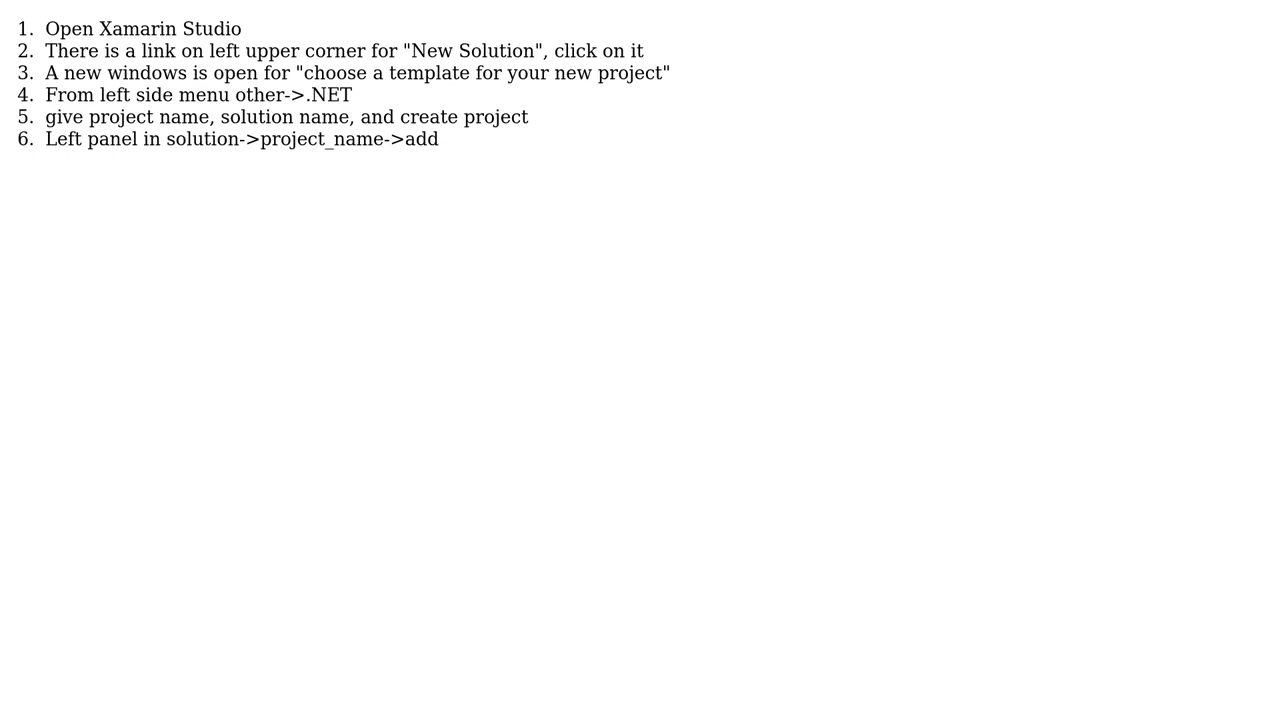 1. Open Xamarin Studio
2. There is a link on left upper corner for "New Solution", click on it
3. A new windows is open for "choose a template for your new project"
4. From left side menu other->.NET
5. give project name, solution name, and create project
6. Left panel in solution->project_name->add